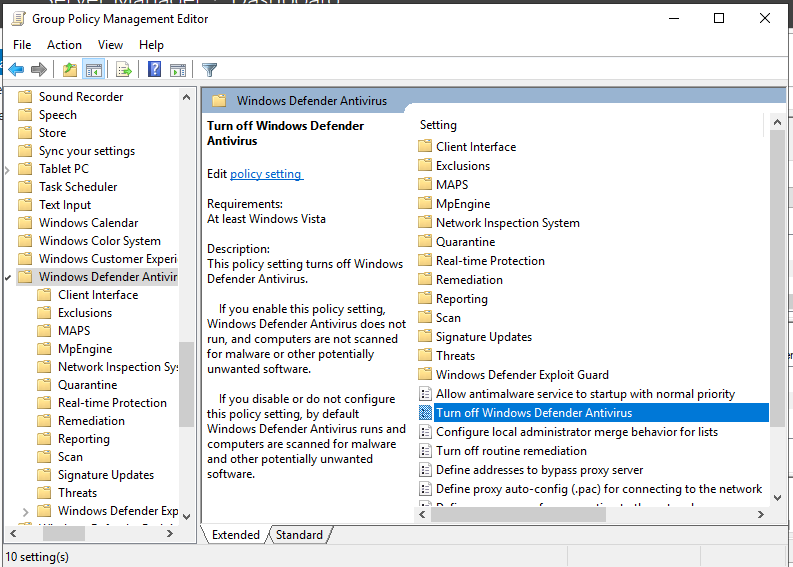 Group Policy Management Editor
File Action View Help
Sound Recorder
Speech
Store
Sync your settings
Tablet PC
Task Scheduler
Text Input
Windows Calendar
Windows Color System
Windows Customer Experi
Windows Defender Antivir
Client Interface
Exclusions
MAPS
MpEngine
Network Inspection Sy
Quarantine
Real-time Protection
Remediation
Reporting
Scan
Signature Updates
Threats
Windows Defender Exp
Windows Defender Antivirus
Turn off Windows Defender
Antivirus
Edit policy setting
Requirements:
At least Windows Vista
Description:
This policy setting turns off Windows
Defender Antivirus.
If you enable this policy setting,
Windows Defender Antivirus does not
run, and computers are not scanned
for malware or other potentially
unwanted software.
If you disable or do not configure
this policy setting, by default
Windows Defender Antivirus runs and
computers are scanned for malware
and other potentially unwanted
software.
Setting
Client Interface
Exclusions
MAPS
MpEngine
Network Inspection System
Quarantine
Real-time Protection
Remediation
Reporting
Scan
Signature Updates
Threats
Windows Defender Exploit Guard
Allow antimalware service to startup with normal priority
Turn off Windows Defender Antivirus
Configure local administrator merge behavior for lists
Turn off routine remediation
Define addresses to bypass proxy server
Define proxy auto-config (.pac) for connecting to the network
Extended Standard
10 setting(s)